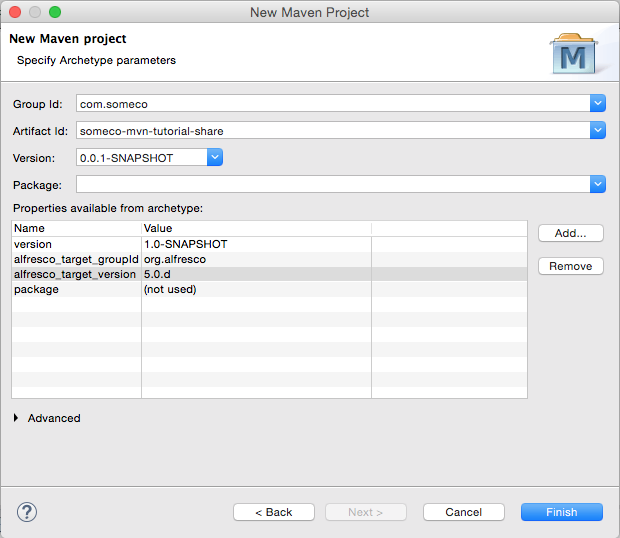 New Maven Project
New Maven project
Specify Archetype parameters
M
Group Id: com.someco
Artifact Id: someco-mvn-tutorial-share
Version: 0.0.1-SNAPSHOT
Package:
Properties available from archetype:
Name Value
version 1.0-SNAPSHOT
alfresco_target_groupId org.alfresco
alfresco_target_version 5.0.d
package (not used)
Add...
Remove
Advanced
? < Back Next > Cancel Finish